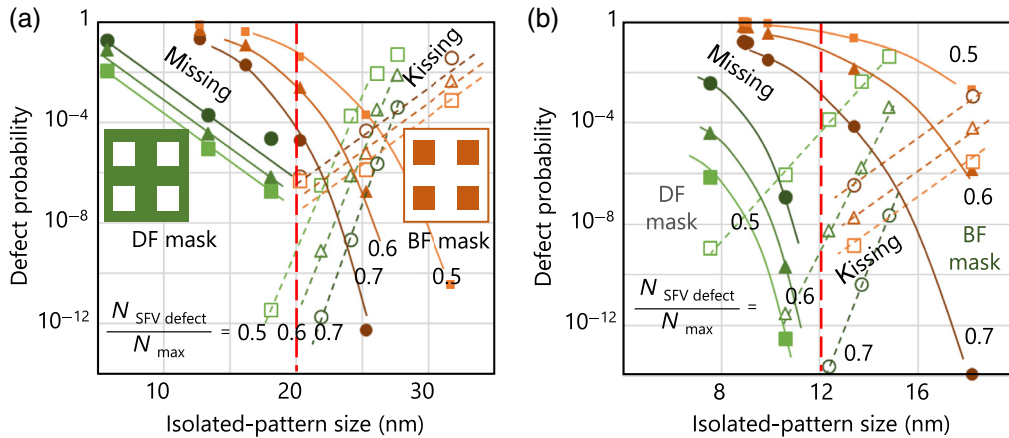 (a)
Defect probability
1
10⁻⁴
10⁻⁸
10⁻¹²
Missing
Kissing
DF mask
BF mask
0.6
0.7
0.5
N SFV defect
N max
= 0.5 0.6 0.7
10 20 30
Isolated-pattern size (nm)
(b)
Defect probability
1
10⁻⁴
10⁻⁸
10⁻¹²
Missing
0.5
DF
mask
0.5
0.6
Kissing
BF
mask
N SFV defect
N max
=
0.6
0.7
0.7
8 10 12 14 16
Isolated-pattern size (nm)